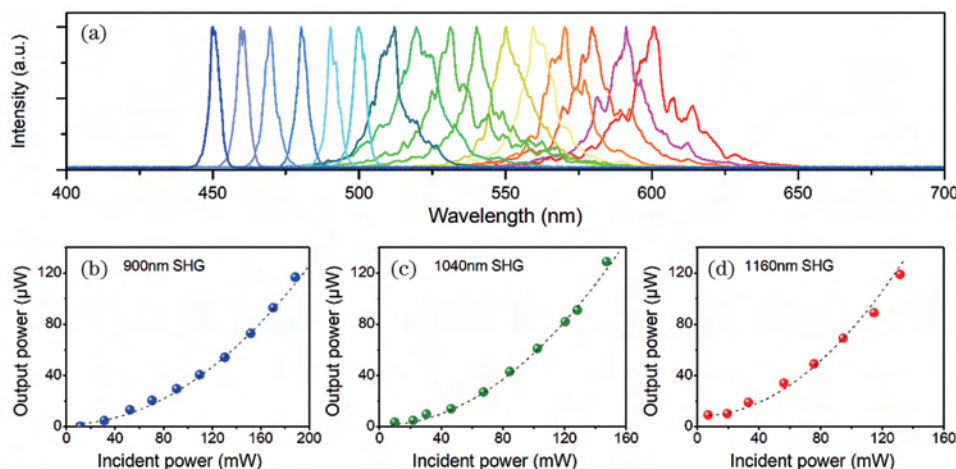 (a)
Intensity (a.u.)
400 450 500 550 600 650 700
Wavelength (nm)
(b) 900nm SHG
Output power (μW)
120
80
40
0
0 40 80 120 160 200
Incident power (mW)
(c) 1040nm SHG
Output power (μW)
120
80
40
0
0 40 80 120 160
Incident power (mW)
(d) 1160nm SHG
Output power (μW)
120
80
40
0
0 40 80 120 160
Incident power (mW)